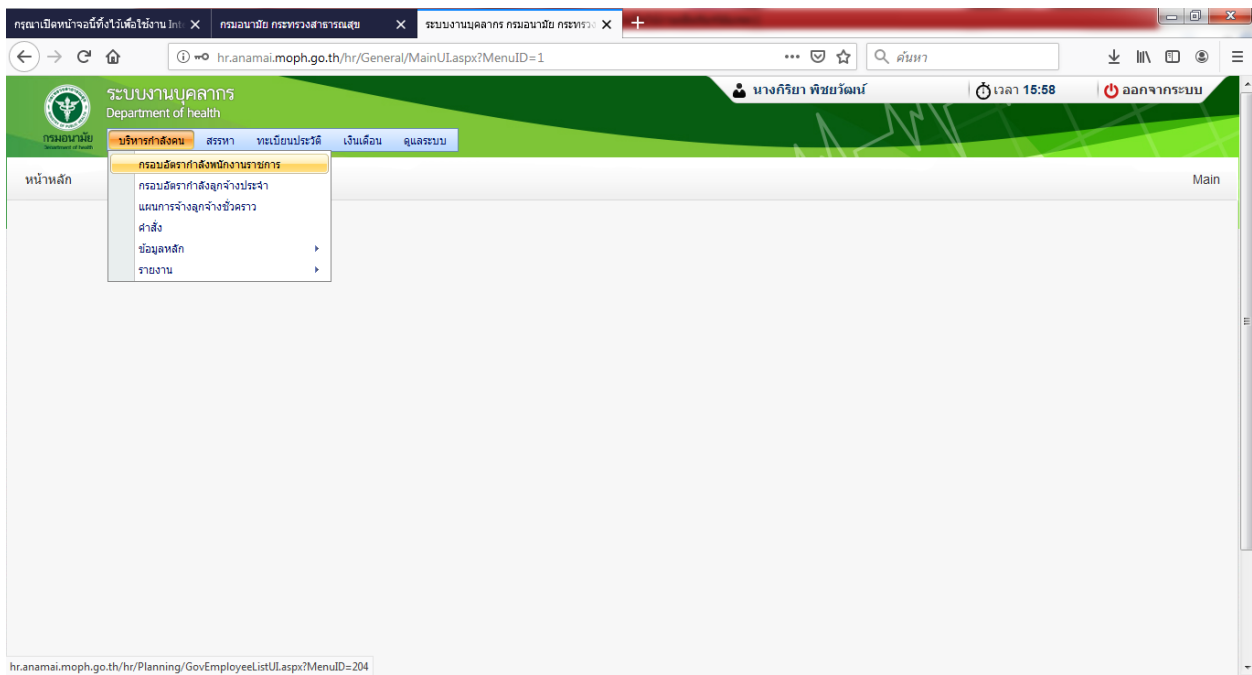 กรุณาเปิดหน้าจอนี้ทิ้งไว้เพื่อใช้งาน Int
กรมอนามัย กระทรวงสาธารณสุข
ระบบงานบุคลากร กรมอนามัย กระทรวง
hr.anamai.moph.go.th/hr/General/MainUI.aspx?MenuID=1
ค้นหา
ระบบงานบุคลากร
Department of health
กรมอนามัย
นางภิริยา พีชยวัฒน์
เวลา 15:58
ออกจากระบบ
บริหารกำลังคน สรรหา ทะเบียนประวัติ เงินเดือน ดูแลระบบ
หน้าหลัก
Main
กรอบอัตรากำลังพนักงานราชการ
กรอบอัตรากำลังลูกจ้างประจำ
แผนการจ้างลูกจ้างชั่วคราว
คำสั่ง
ข้อมูลหลัก
รายงาน
hr.anamai.moph.go.th/hr/Planning/GovEmployeeListUI.aspx?MenuID=204